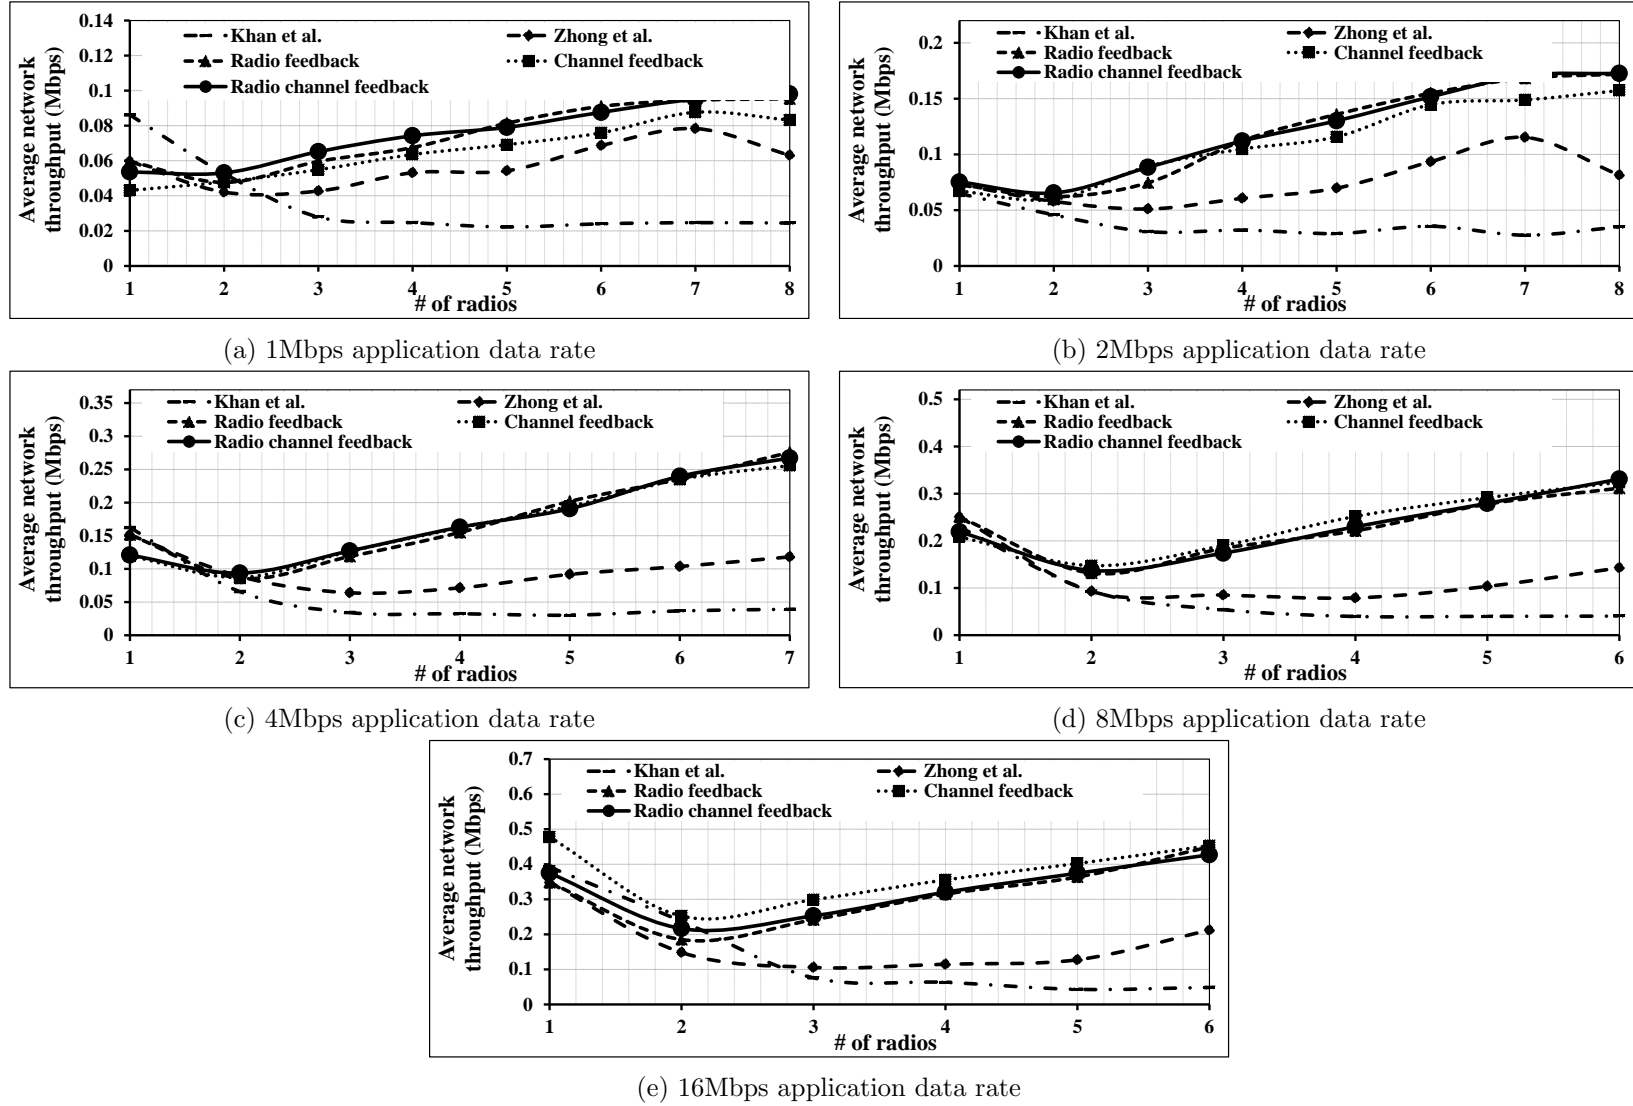 Average network
throughput (Mbps)
0.14
0.12
0.1
0.08
0.06
0.04
0.02
0
Khan et al.
Zhong et al.
Radio feedback
Channel feedback
Radio channel feedback
1 2 3 4 5 6 7 8
# of radios
(a) 1Mbps application data rate
Average network
throughput (Mbps)
0.2
0.15
0.1
0.05
0
Khan et al.
Zhong et al.
Radio feedback
Channel feedback
Radio channel feedback
1 2 3 4 5 6 7 8
# of radios
(b) 2Mbps application data rate
Average network
throughput (Mbps)
0.35
0.3
0.25
0.2
0.15
0.1
0.05
0
Khan et al.
Zhong et al.
Radio feedback
Channel feedback
Radio channel feedback
1 2 3 4 5 6 7
# of radios
(c) 4Mbps application data rate
Average network
throughput (Mbps)
0.5
0.4
0.3
0.2
0.1
0
Khan et al.
Zhong et al.
Radio feedback
Channel feedback
Radio channel feedback
1 2 3 4 5 6
# of radios
(d) 8Mbps application data rate
Average network
throughput (Mbps)
0.7
0.6
0.5
0.4
0.3
0.2
0.1
0
Khan et al.
Zhong et al.
Radio feedback
Channel feedback
Radio channel feedback
1 2 3 4 5 6
# of radios
(e) 16Mbps application data rate